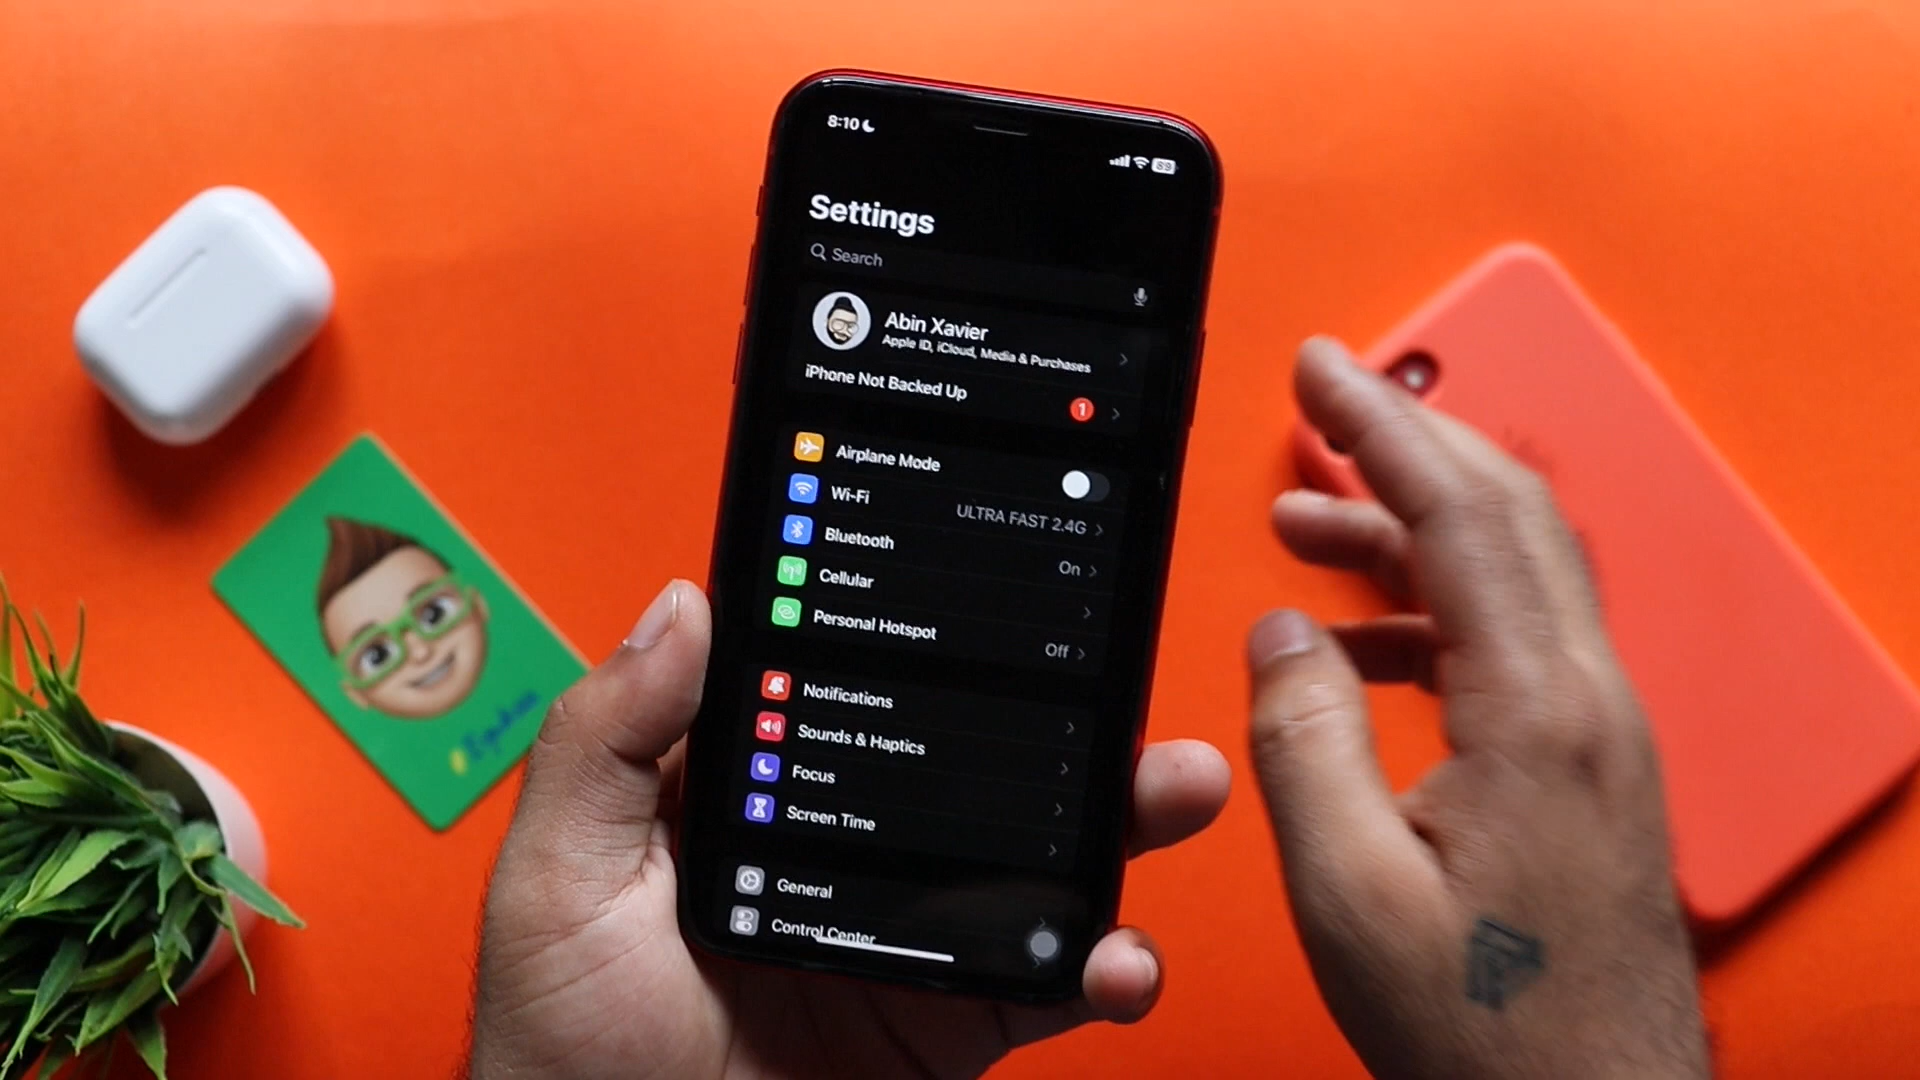 8:10
89
Settings
Search
Abin Xavier
Apple ID, iCloud, Media & Purchases
iPhone Not Backed Up
1
Airplane Mode
Wi-Fi
ULTRA FAST 2.4G
Bluetooth
On
Cellular
Personal Hotspot
Off
Notifications
Sounds & Haptics
Focus
Screen Time
General
Control Center